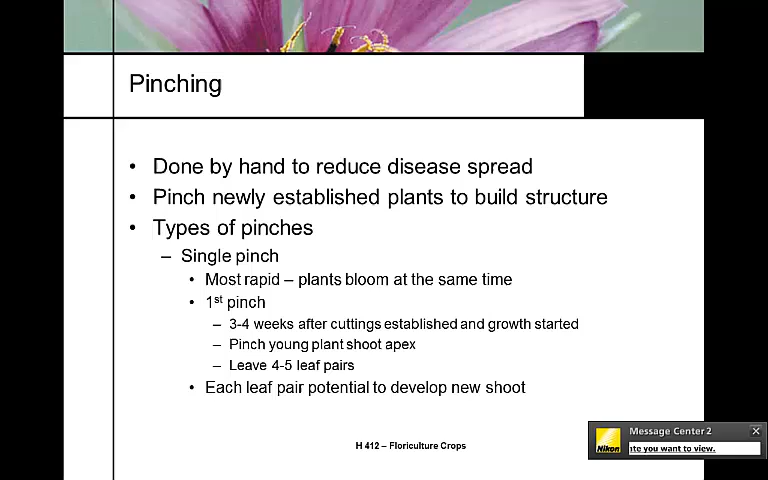 Pinching
• Done by hand to reduce disease spread
• Pinch newly established plants to build structure
• Types of pinches
– Single pinch
• Most rapid – plants bloom at the same time
• 1st pinch
– 3-4 weeks after cuttings established and growth started
– Pinch young plant shoot apex
– Leave 4-5 leaf pairs
• Each leaf pair potential to develop new shoot
H 412 – Floriculture Crops
Message Center 2
Nikon
you want to view.